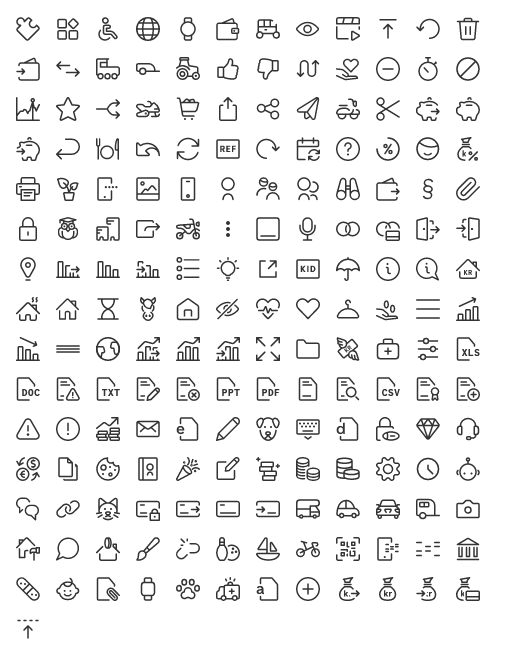 REF
%
k%
§
KID
i
i
KR
XLS
DOC
TXT
PPT
PDF
CSV
e
d
$
€
a
k
kr
:r
k